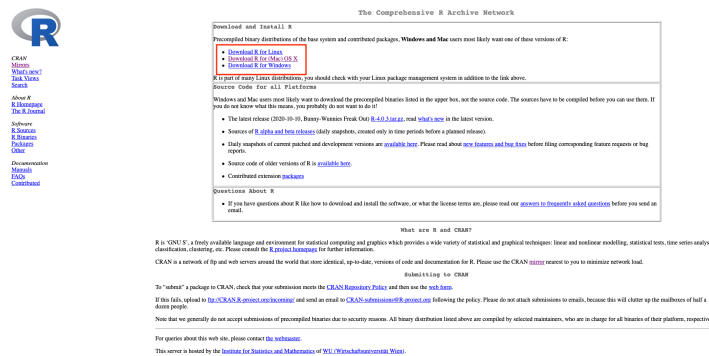 The Comprehensive R Archive Network
R
CRAN
Mirrors
What's new?
Task Views
Search
About R
R Homepage
The R Journal
Software
R Sources
R Binaries
Packages
Other
Documentation
Manuals
FAQs
Contributed
Download and Install R
Precompiled binary distributions of the base system and contributed packages, Windows and Mac users most likely want one of these versions of R:
• Download R for Linux
• Download R for (Mac) OS X
• Download R for Windows
R is part of many Linux distributions, you should check with your Linux package management system in addition to the link above.
Source Code for all Platforms
Windows and Mac users most likely want to download the precompiled binaries listed in the upper box, not the source code. The sources have to be compiled before you can use them. If
you do not know what this means, you probably do not want to do it!
• The latest release (2020-10-10, Bunny-Wunnies Freak Out) R-4.0.3.tar.gz, read what's new in the latest version.
• Sources of R alpha and beta releases (daily snapshots, created only in time periods before a planned release).
• Daily snapshots of current patched and development versions are available here. Please read about new features and bug fixes before filing corresponding feature requests or bug
reports.
• Source code of older versions of R is available here.
• Contributed extension packages
Questions About R
• If you have questions about R like how to download and install the software, or what the license terms are, please read our answers to frequently asked questions before you send an
email.
What are R and CRAN?
R is 'GNU S', a freely available language and environment for statistical computing and graphics which provides a wide variety of statistical and graphical techniques: linear and nonlinear modelling, statistical tests, time series analys
classification, clustering, etc. Please consult the R project homepage for further information.
CRAN is a network of ftp and web servers around the world that store identical, up-to-date, versions of code and documentation for R. Please use the CRAN mirror nearest to you to minimize network load.
Submitting to CRAN
To "submit" a package to CRAN, check that your submission meets the CRAN Repository Policy and then use the web form.
If this fails, upload to ftp://CRAN.R-project.org/incoming/ and send an email to CRAN-submissions@R-project.org following the policy. Please do not attach submissions to emails, because this will clutter up the mailboxes of half a
dozen people.
Note that we generally do not accept submissions of precompiled binaries due to security reasons. All binary distribution listed above are compiled by selected maintainers, who are in charge for all binaries of their platform, respective
For queries about this web site, please contact the webmaster.
This server is hosted by the Institute for Statistics and Mathematics of WU (Wirtschaftsuniversität Wien).